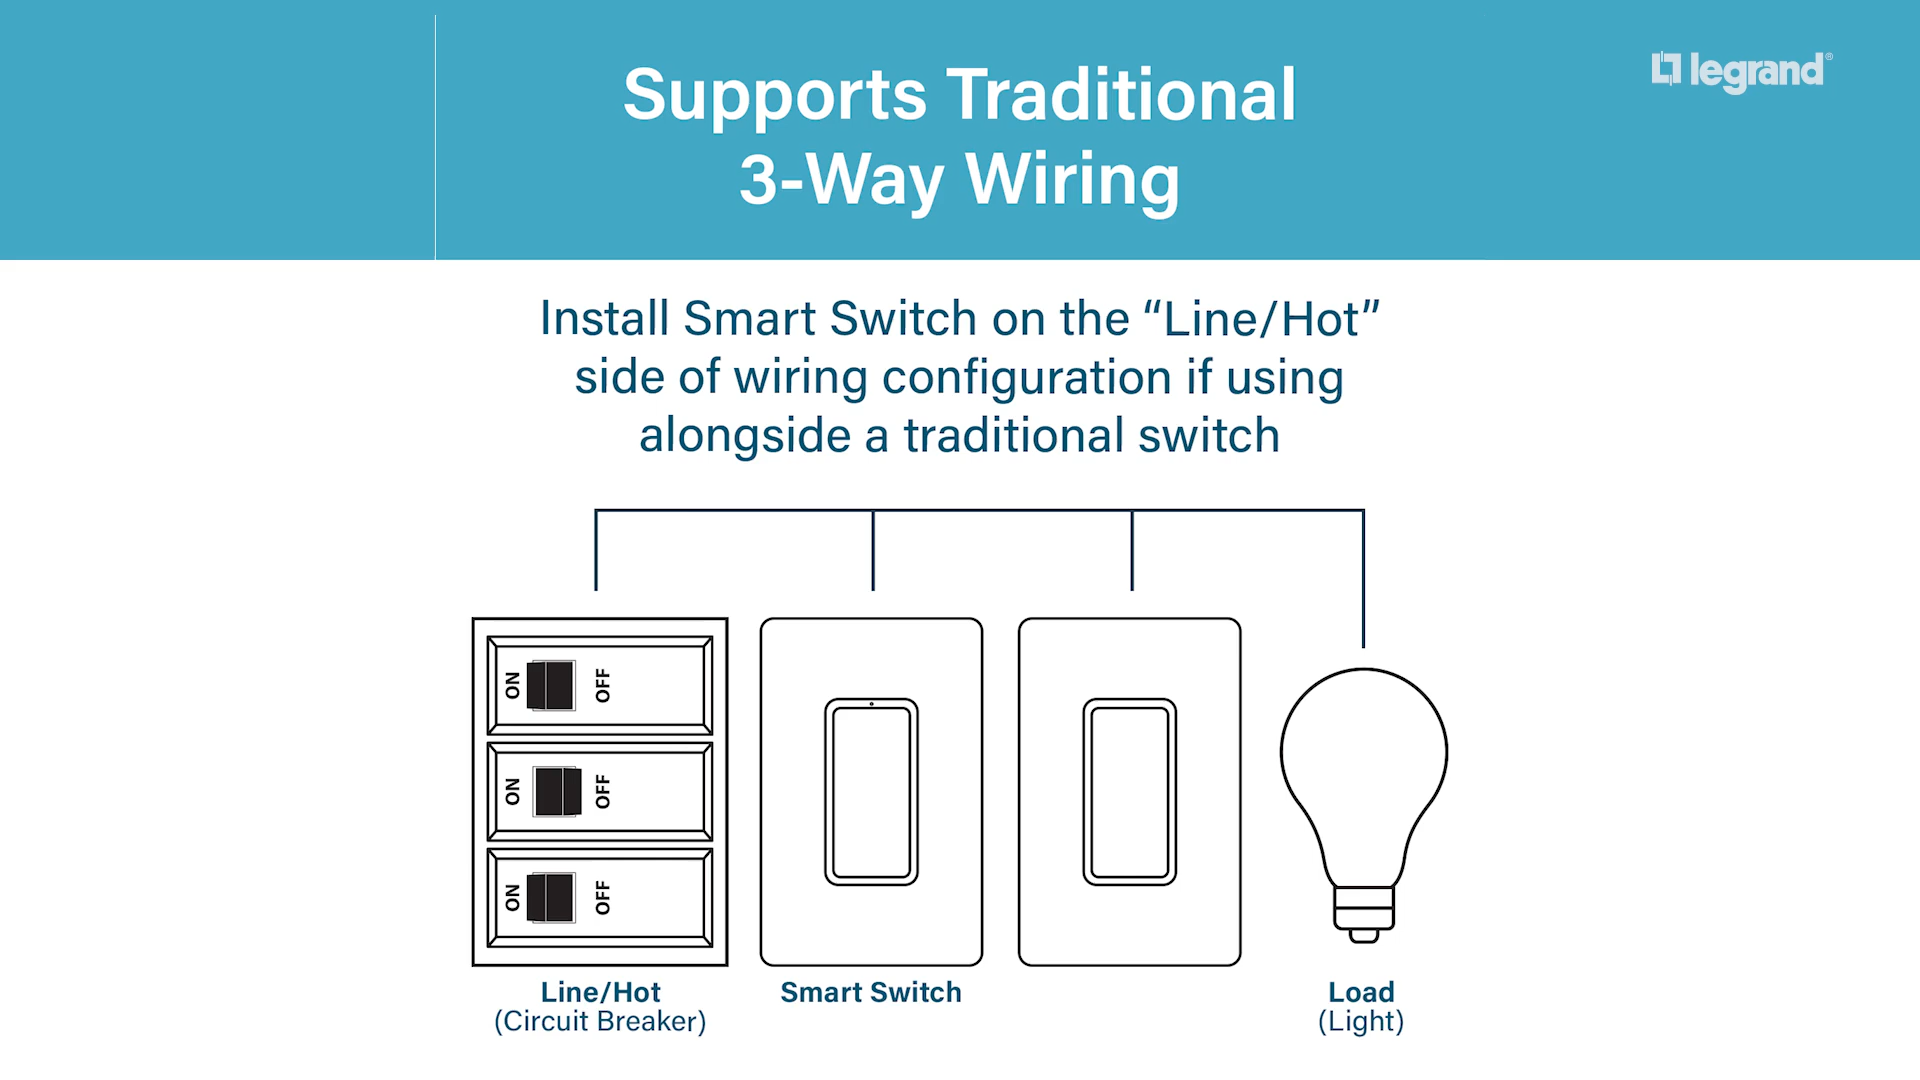 legrand®
Supports Traditional
3-Way Wiring
Install Smart Switch on the “Line/Hot”
side of wiring configuration if using
alongside a traditional switch
ON OFF
ON OFF
ON OFF
Line/Hot
(Circuit Breaker)
Smart Switch
Load
(Light)